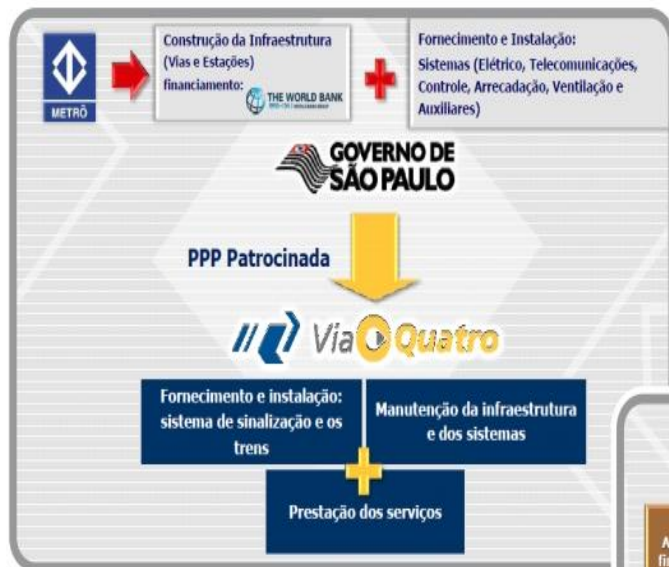 METRÔ
Construção da Infraestrutura
(Vias e Estações)
financiamento:
THE WORLD BANK
Fornecimento e Instalação:
Sistemas (Elétrico, Telecomunicações,
Controle, Arrecadação, Ventilação e
Auxiliares)
GOVERNO DE
SÃO PAULO
PPP Patrocinada
ViaQuatro
Fornecimento e instalação:
sistema de sinalização e os
trens
Manutenção da infraestrutura
e dos sistemas
Prestação dos serviços